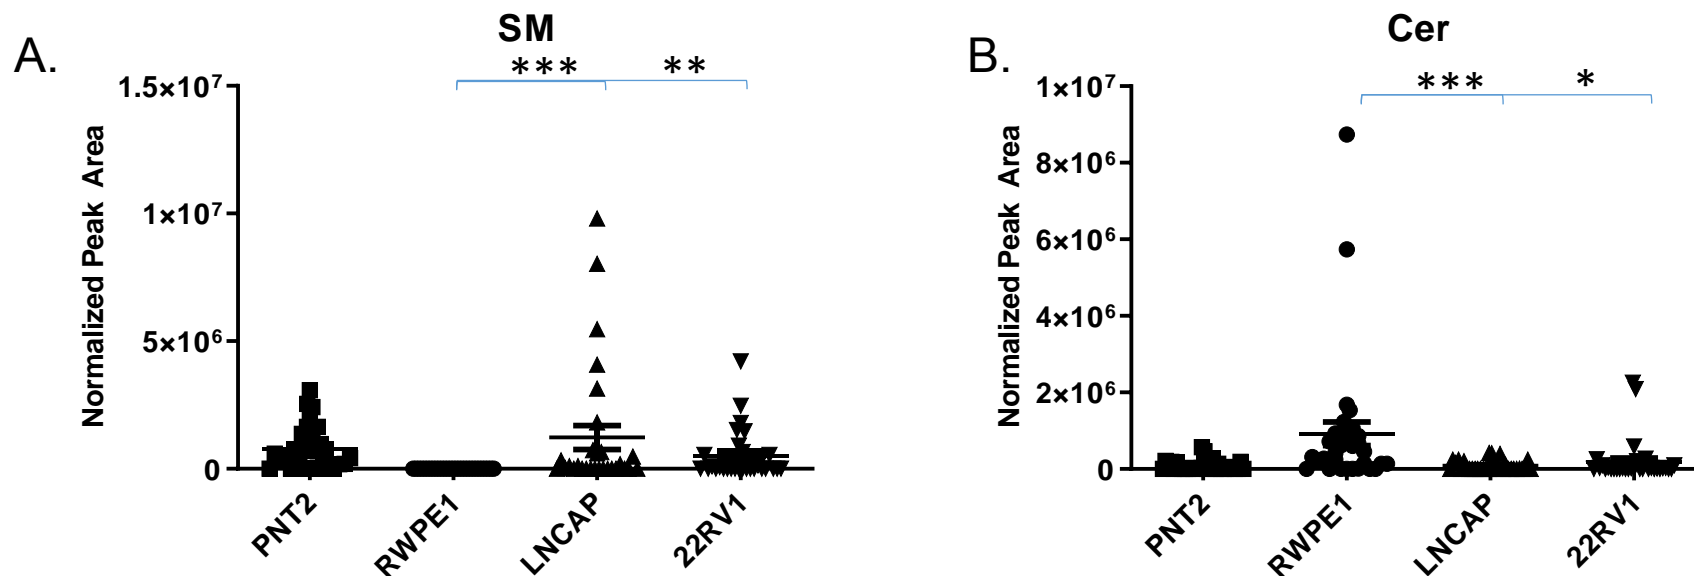 A.
SM
*** **
Normalized Peak Area
1.5×10⁷
1×10⁷
5×10⁶
0
PNT2
RWPE1
LNCAP
22RV1
B.
Cer
*** *
Normalized Peak Area
1×10⁷
8×10⁶
6×10⁶
4×10⁶
2×10⁶
0
PNT2
RWPE1
LNCAP
22RV1